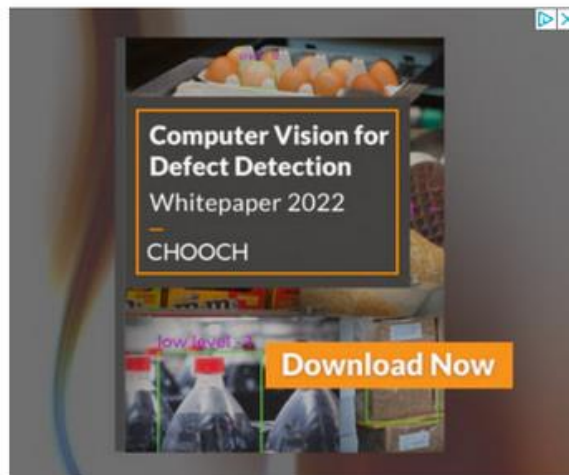 Computer Vision for
Defect Detection
Whitepaper 2022
CHOOCH
low level
Download Now